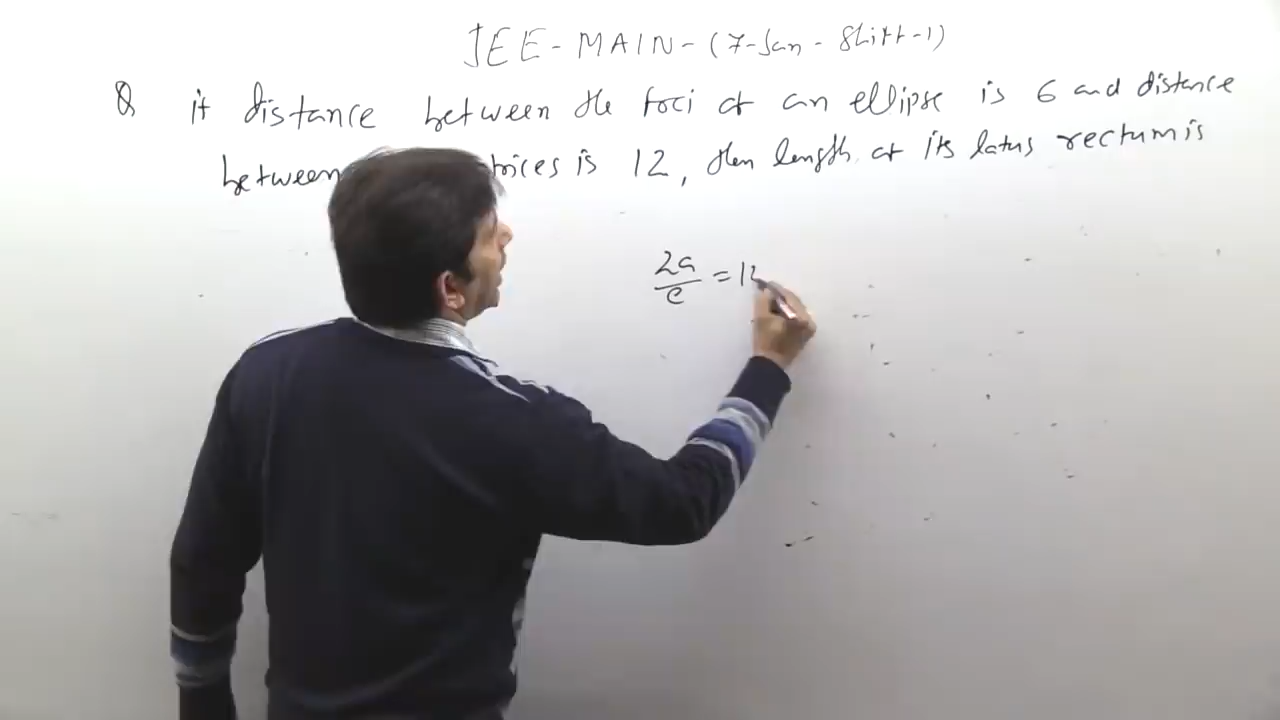 JEE-MAIN-(7-Jan-Shift-1)
Q if distance between the foci of an ellipse is 6 and distance
between trices is 12, then length of its latus rectum is
2a/e = 12